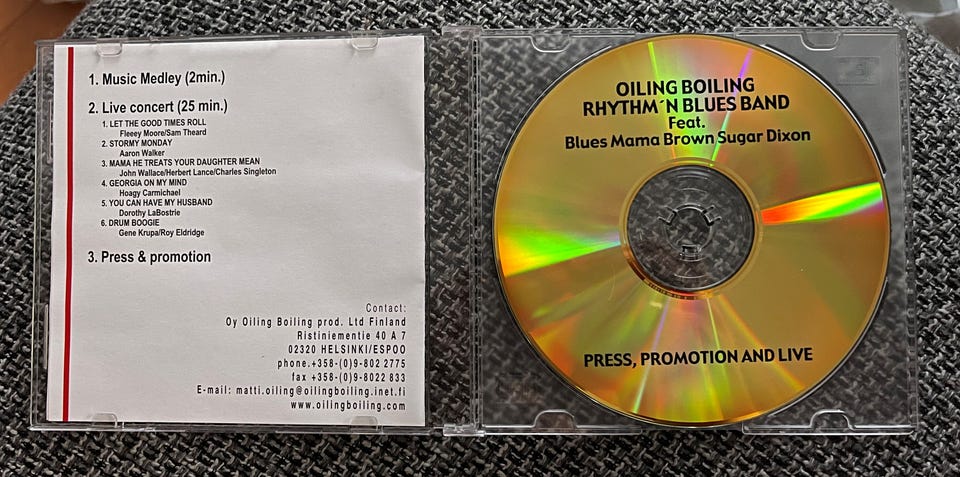 1. Music Medley (2min.)
2. Live concert (25 min.)
1. LET THE GOOD TIMES ROLL
Fleeey Moore/Sam Theard
2. STORMY MONDAY
Aaron Walker
3. MAMA HE TREATS YOUR DAUGHTER MEAN
John Wallace/Herbert Lance/Charles Singleton
4. GEORGIA ON MY MIND
Hoagy Carmichael
5. YOU CAN HAVE MY HUSBAND
Dorothy LaBostrie
6. DRUM BOOGIE
Gene Krupa/Roy Eldridge
3. Press & promotion
Contact:
Oy Oiling Boiling prod. Ltd Finland
Ristiniementie 40 A 7
02320 HELSINKI/ESPOO
phone.+358-(0)9-802 2775
fax +358-(0)9-8022 833
E-mail: matti.oiling@oilingboiling.inet.fi
www.oilingboiling.com
OILING BOILING
RHYTHM´N BLUES BAND
Feat.
Blues Mama Brown Sugar Dixon
PRESS, PROMOTION AND LIVE